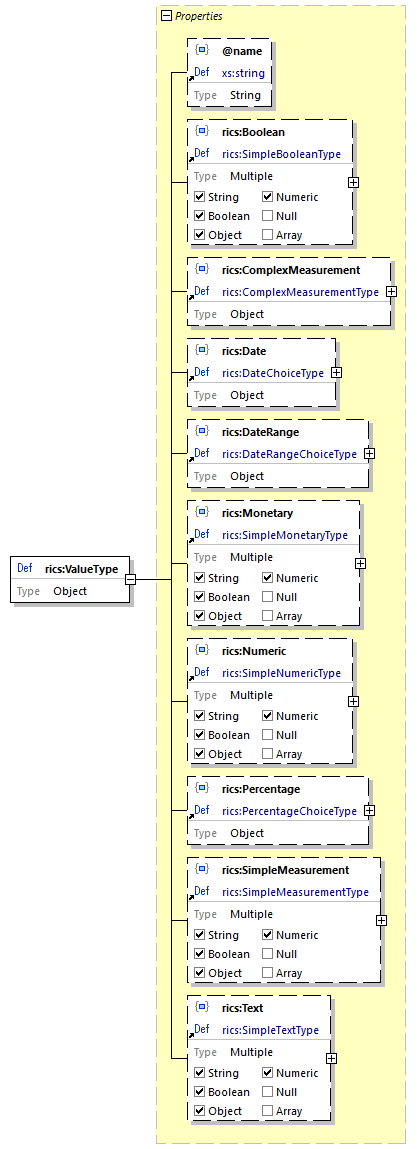 Properties
@name
Def xs:string
Type String
rics:Boolean
Def rics:SimpleBooleanType
Type Multiple
String Numeric
Boolean Null
Object Array
rics:ComplexMeasurement
Def rics:ComplexMeasurementType
Type Object
rics:Date
Def rics:DateChoiceType
Type Object
rics:DateRange
Def rics:DateRangeChoiceType
Type Object
rics:Monetary
Def rics:SimpleMonetaryType
Type Multiple
String Numeric
Boolean Null
Object Array
Def rics:ValueType
Type Object
rics:Numeric
Def rics:SimpleNumericType
Type Multiple
String Numeric
Boolean Null
Object Array
rics:Percentage
Def rics:PercentageChoiceType
Type Object
rics:SimpleMeasurement
Def rics:SimpleMeasurementType
Type Multiple
String Numeric
Boolean Null
Object Array
rics:Text
Def rics:SimpleTextType
Type Multiple
String Numeric
Boolean Null
Object Array